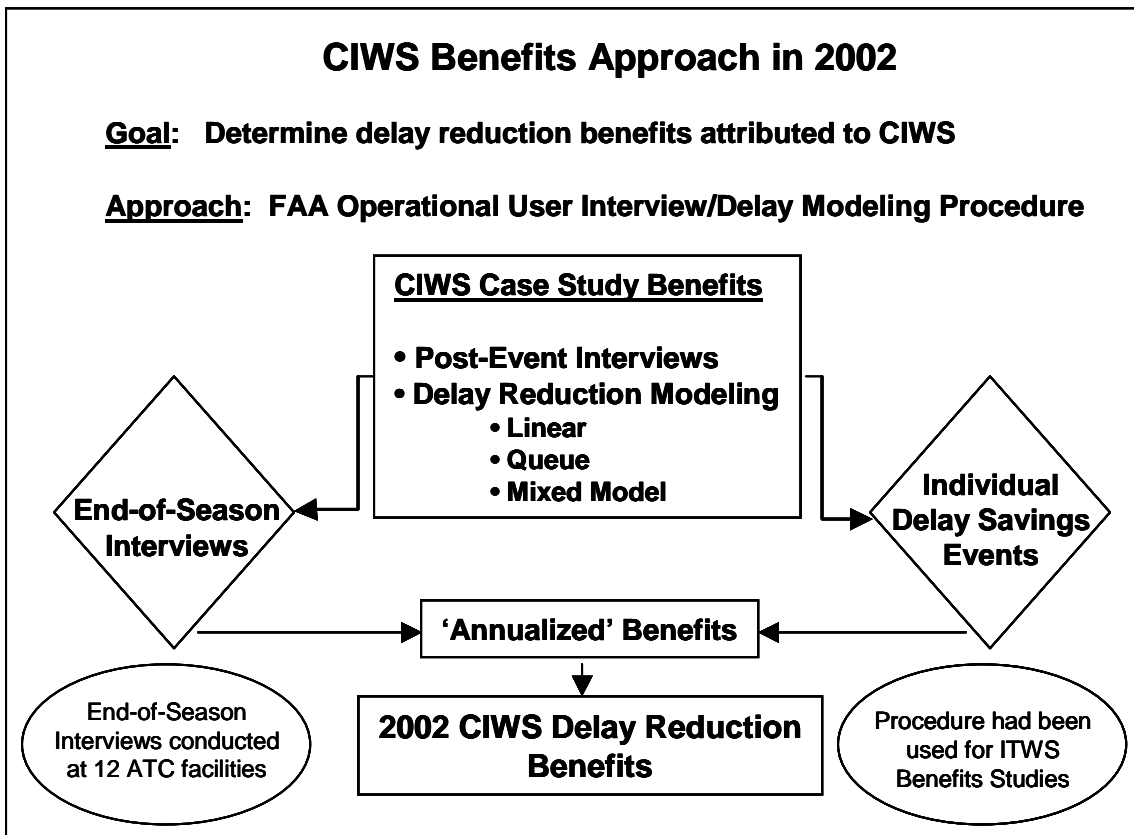 CIWS Benefits Approach in 2002
Goal: Determine delay reduction benefits attributed to CIWS
Approach: FAA Operational User Interview/Delay Modeling Procedure
CIWS Case Study Benefits
• Post-Event Interviews
• Delay Reduction Modeling
• Linear
• Queue
• Mixed Model
End-of-Season
Interviews
Individual
Delay Savings
Events
‘Annualized’ Benefits
2002 CIWS Delay Reduction
Benefits
End-of-Season
Interviews conducted
at 12 ATC facilities
Procedure had been
used for ITWS
Benefits Studies